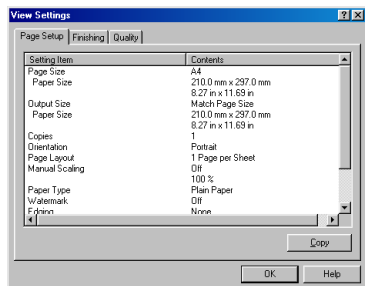 View Settings
Page Setup Finishing Quality
Setting Item Contents
Page Size A4
Paper Size 210.0 mm x 297.0 mm
8.27 in x 11.69 in
Output Size Match Page Size
Paper Size 210.0 mm x 297.0 mm
8.27 in x 11.69 in
Copies 1
Orientation Portrait
Page Layout 1 Page per Sheet
Manual Scaling Off
100 %
Paper Type Plain Paper
Watermark Off
Edging None
Copy
OK Help